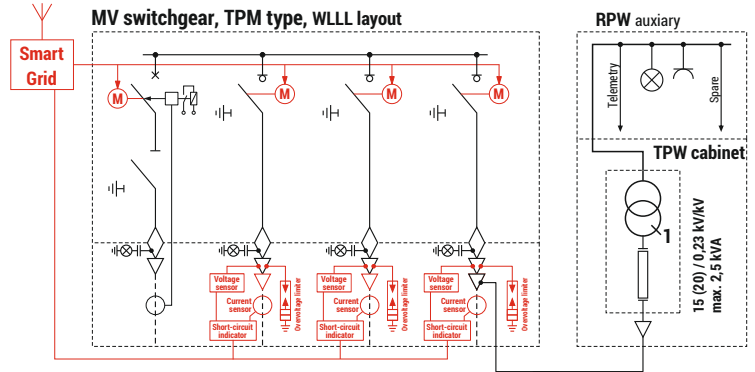 MV switchgear, TPM type, WLLL layout
RPW auxiary
Smart
Grid
M
M
M
M
Telemetry
Spare
TPW cabinet
1
15 (20) / 0,23 kV/kV
max. 2,5 kVA
Voltage
sensor
Current
sensor
Short-circuit
indicator
Overvoltage limiter
Voltage
sensor
Current
sensor
Short-circuit
indicator
Overvoltage limiter
Voltage
sensor
Current
sensor
Short-circuit
indicator
Overvoltage limiter